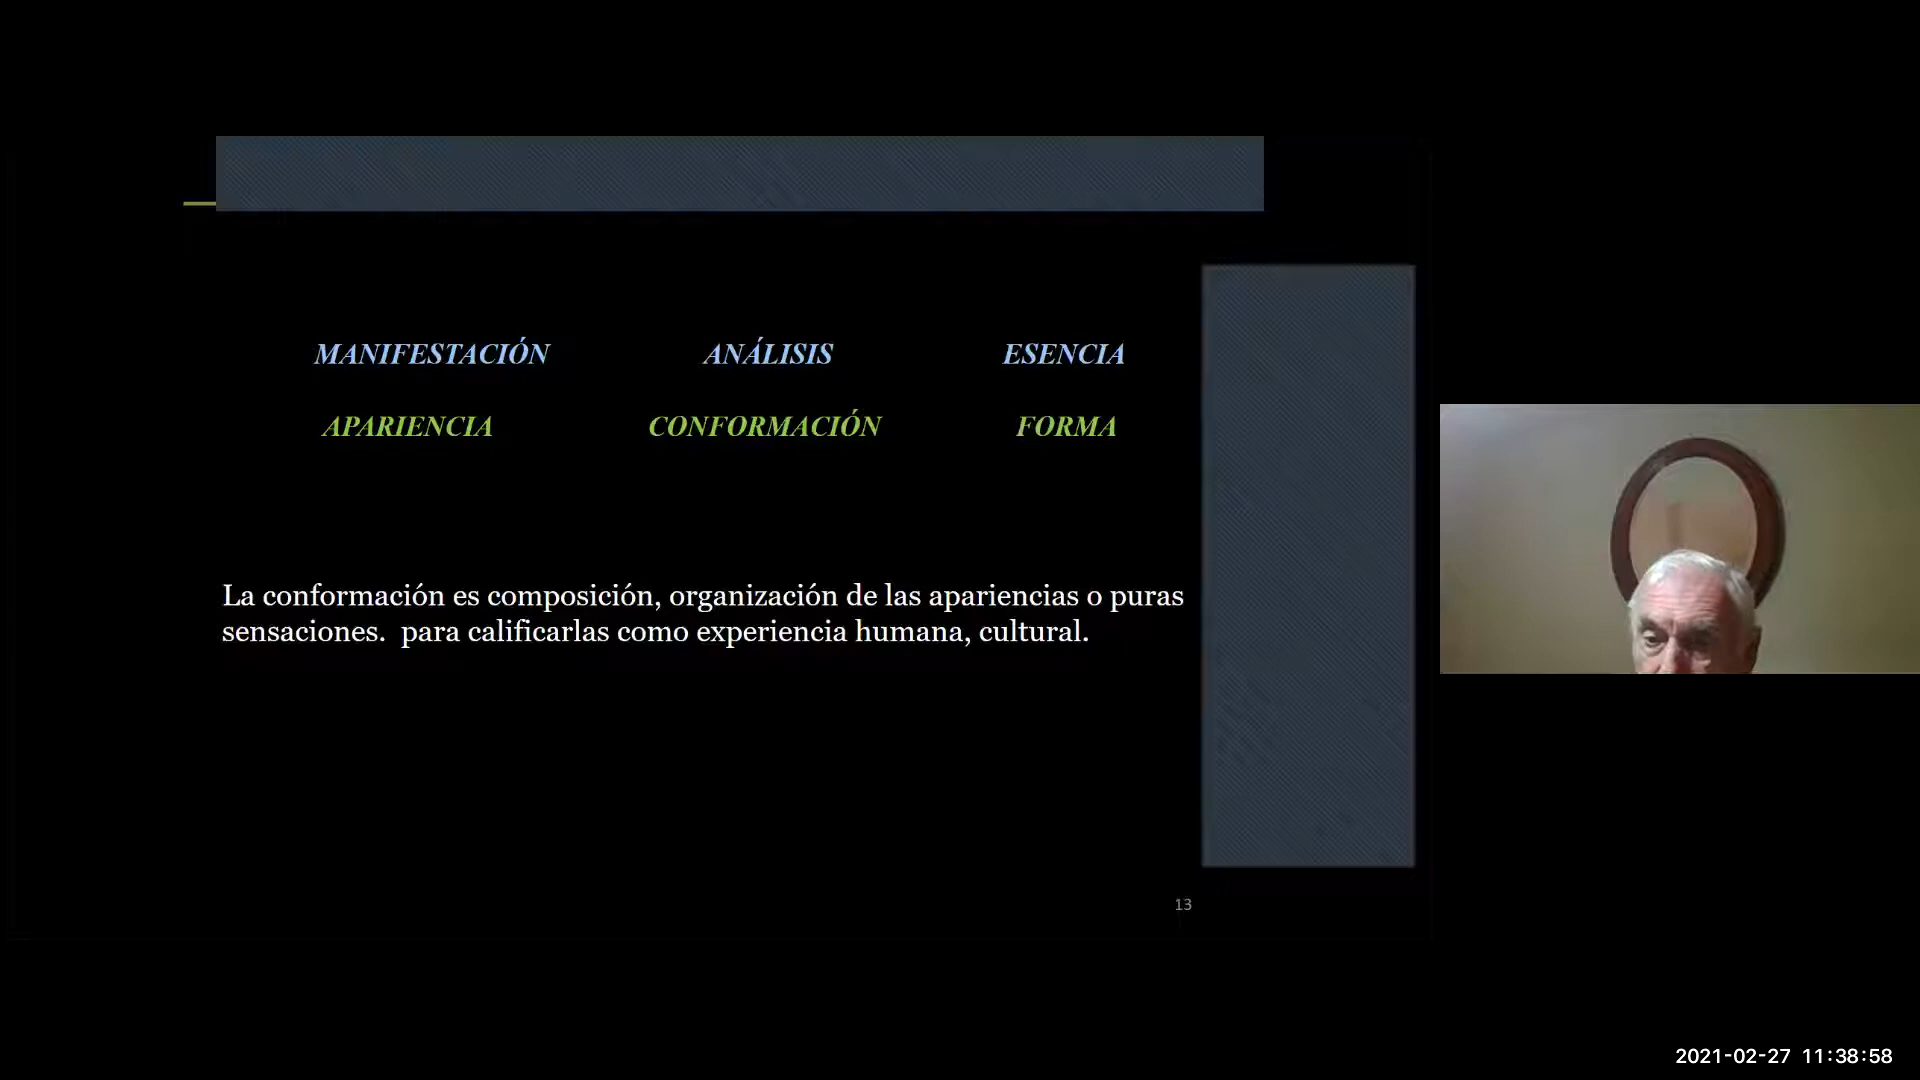 MANIFESTACIÓN ANÁLISIS ESENCIA
APARIENCIA CONFORMACIÓN FORMA
La conformación es composición, organización de las apariencias o puras
sensaciones.  para calificarlas como experiencia humana, cultural.
13
2021-02-27 11:38:58